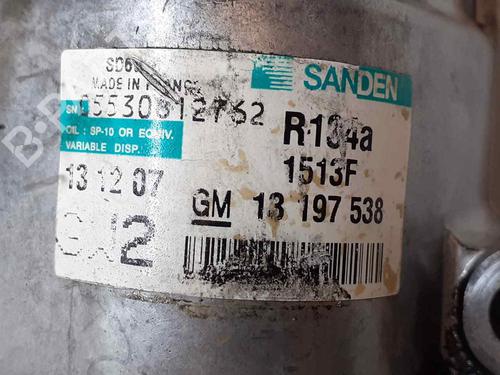 MADE IN FRANCE
SANDEN
SN
OIL : SP-10 OR EQUIV.
VARIABLE DISP.
R134a
1513F
13 12 07
GM 13 197 538